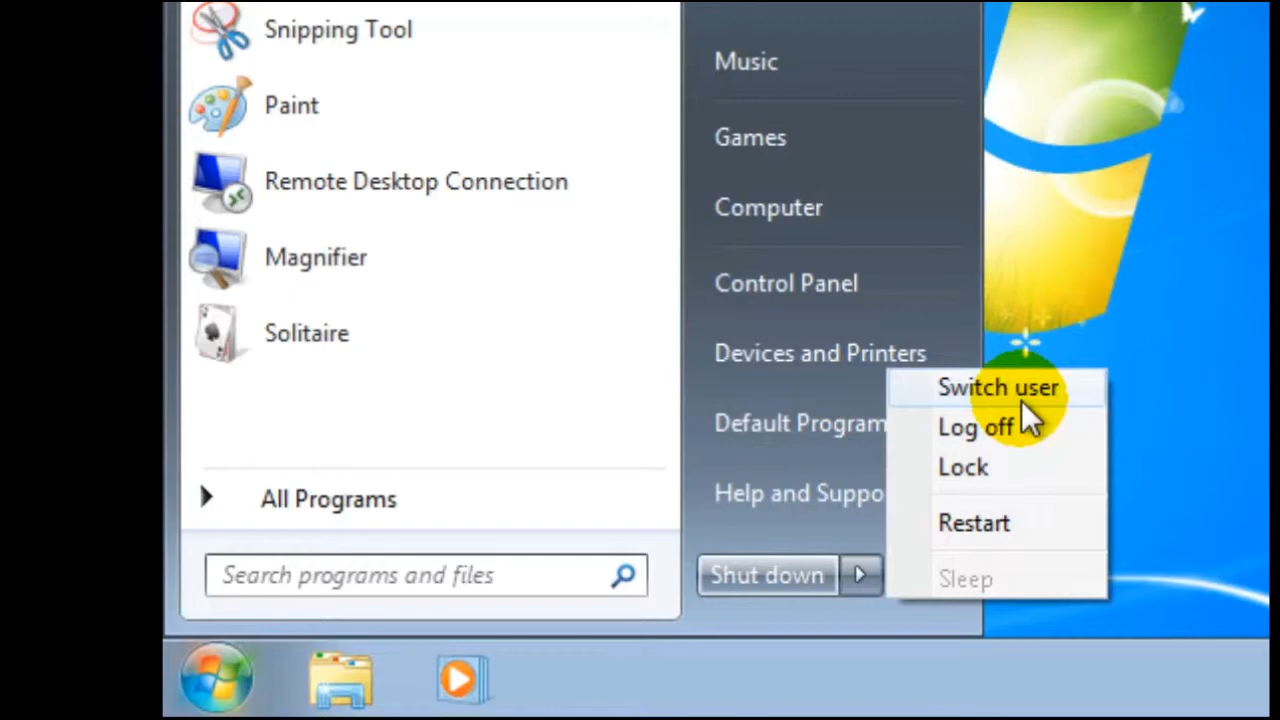 Snipping Tool
Paint
Remote Desktop Connection
Magnifier
Solitaire
All Programs
Search programs and files
Music
Games
Computer
Control Panel
Devices and Printers
Default Program
Help and Suppo
Shut down
Switch user
Log off
Lock
Restart
Sleep